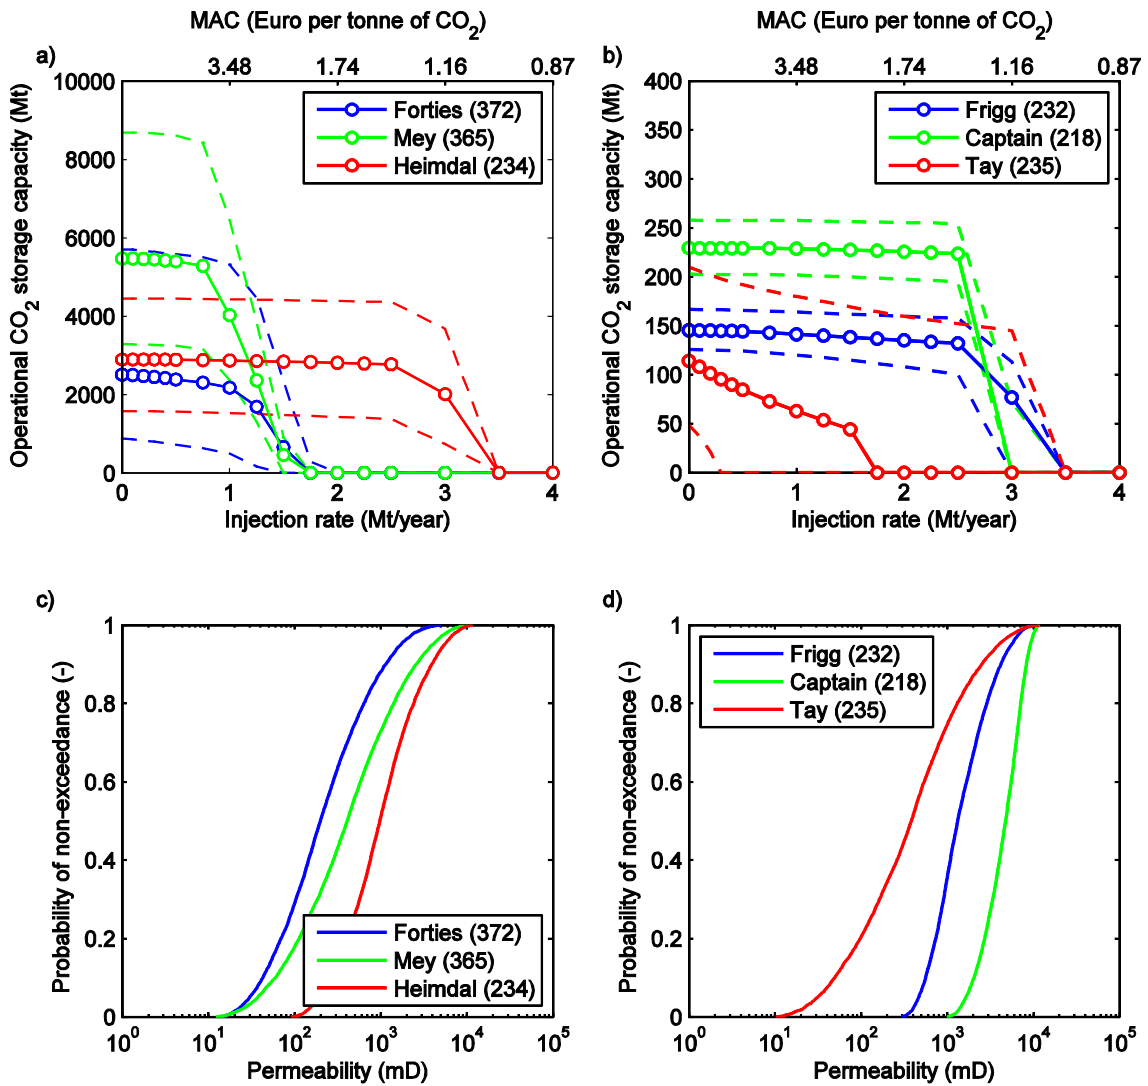 MAC (Euro per tonne of CO2)
a)
3.48 1.74 1.16 0.87
10000
8000
6000
4000
2000
0
Operational CO2 storage capacity (Mt)
Forties (372)
Mey (365)
Heimdal (234)
0 1 2 3 4
Injection rate (Mt/year)
MAC (Euro per tonne of CO2)
b)
3.48 1.74 1.16 0.87
400
350
300
250
200
150
100
50
0
Operational CO2 storage capacity (Mt)
Frigg (232)
Captain (218)
Tay (235)
0 1 2 3 4
Injection rate (Mt/year)
c)
1
0.8
0.6
0.4
0.2
0
Probability of non-exceedance (-)
Forties (372)
Mey (365)
Heimdal (234)
10^0 10^1 10^2 10^3 10^4 10^5
Permeability (mD)
d)
1
0.8
0.6
0.4
0.2
0
Probability of non-exceedance (-)
Frigg (232)
Captain (218)
Tay (235)
10^0 10^1 10^2 10^3 10^4 10^5
Permeability (mD)